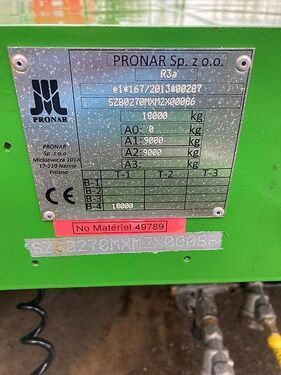 PRONAR Sp. z o.o.
R3a
e1*167/2013*00207
SZB0270MXM2X00086
18000 kg
A0: 0 kg
A1: 9000 kg
A2: 9000 kg
A3: kg
PRONAR
PRONAR
Sp. z o.o.
Mickiewicza 101A
17-210 Narew
Poland
CE
T-1 T-2 T-3
B-1
B-2
B-3
B-4 18000
No Matériel 49789
SZB0270MXM2X00086